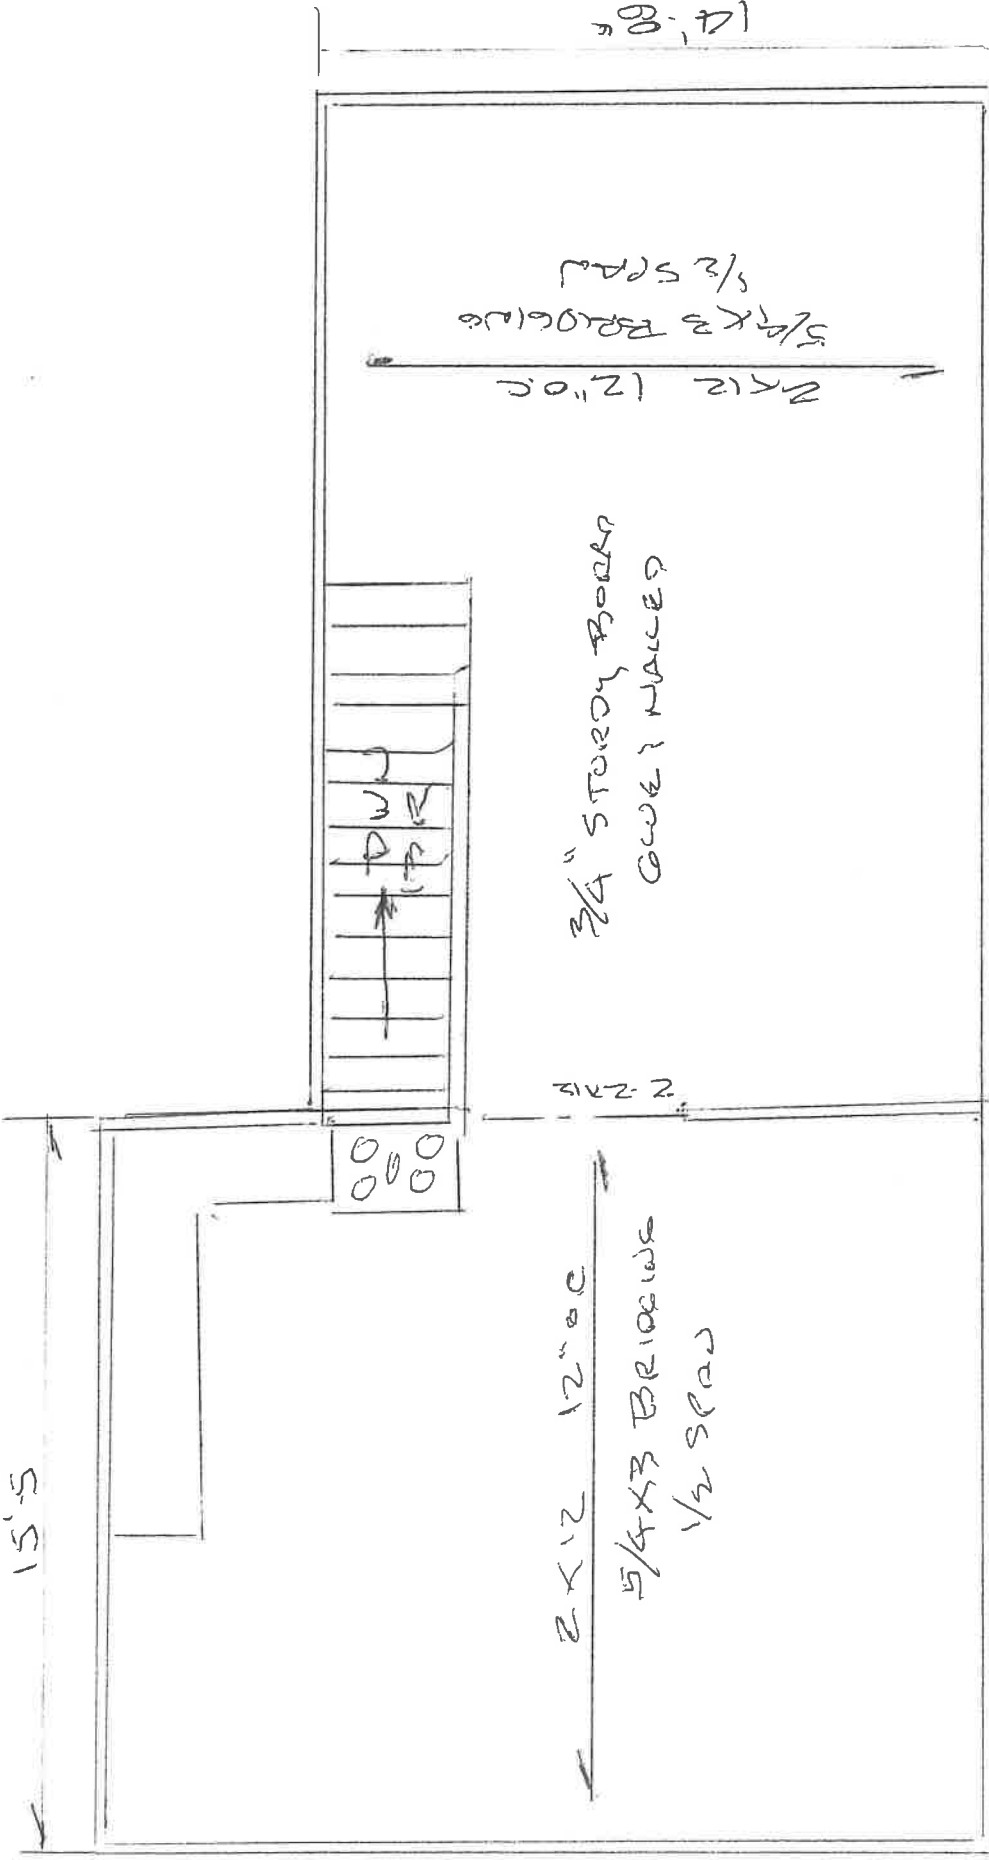 14'-8"
2x12 12" O.C
5/4x3 BRIDGING
1/2 SPAN
3/4" STURDY BOARD
GLUE & NAILED
DWN
2-2x12
15'-5
2x12 12" OC
5/4x3 BRIDGING
1/2 SPAN